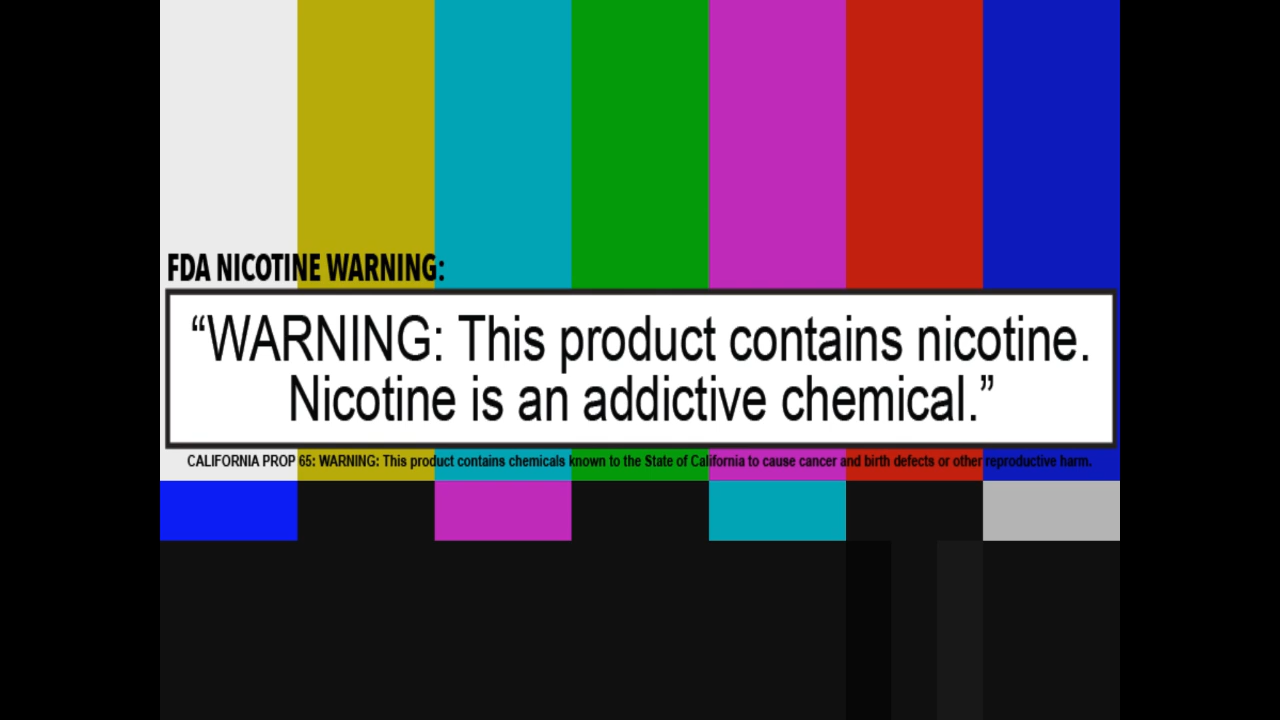 FDA NICOTINE WARNING:
“WARNING: This product contains nicotine.
Nicotine is an addictive chemical.”
CALIFORNIA PROP 65: WARNING: This product contains chemicals known to the State of California to cause cancer and birth defects or other reproductive harm.